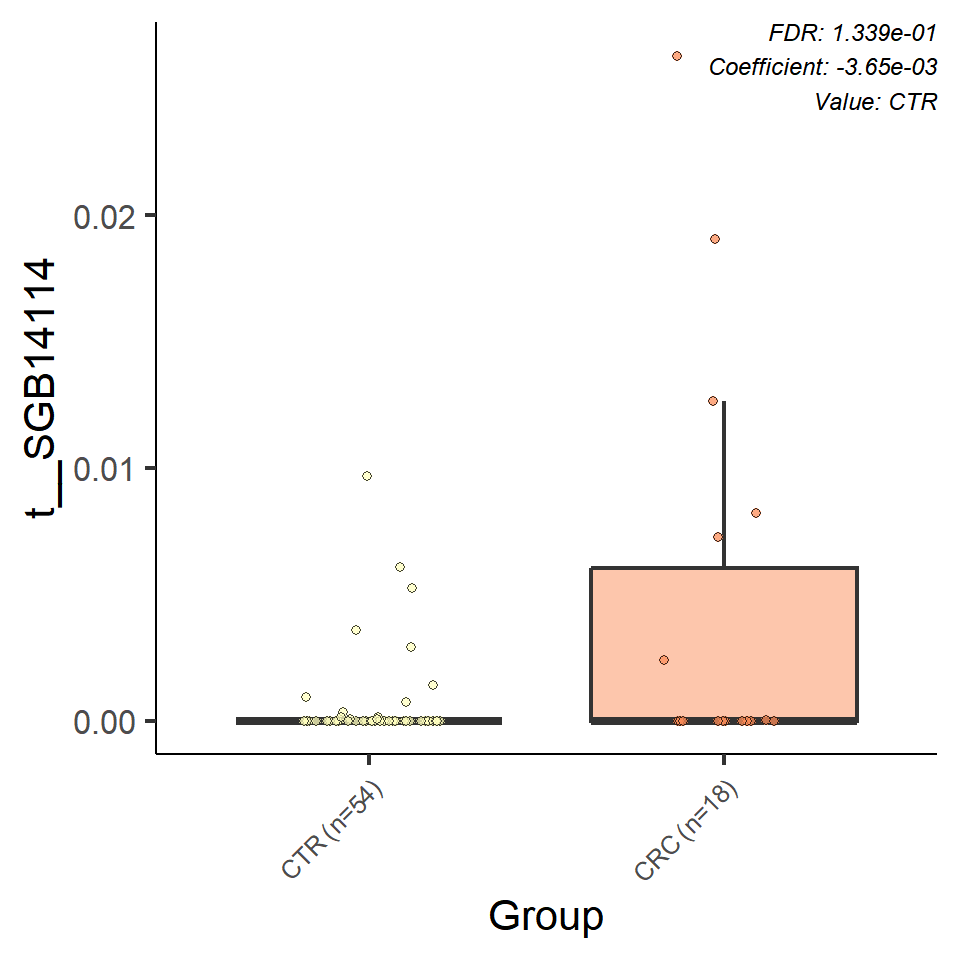 FDR: 1.339e-01
Coefficient: -3.65e-03
Value: CTR
t__SGB14114
0.02
0.01
0.00
CTR (n=54)
CRC (n=18)
Group